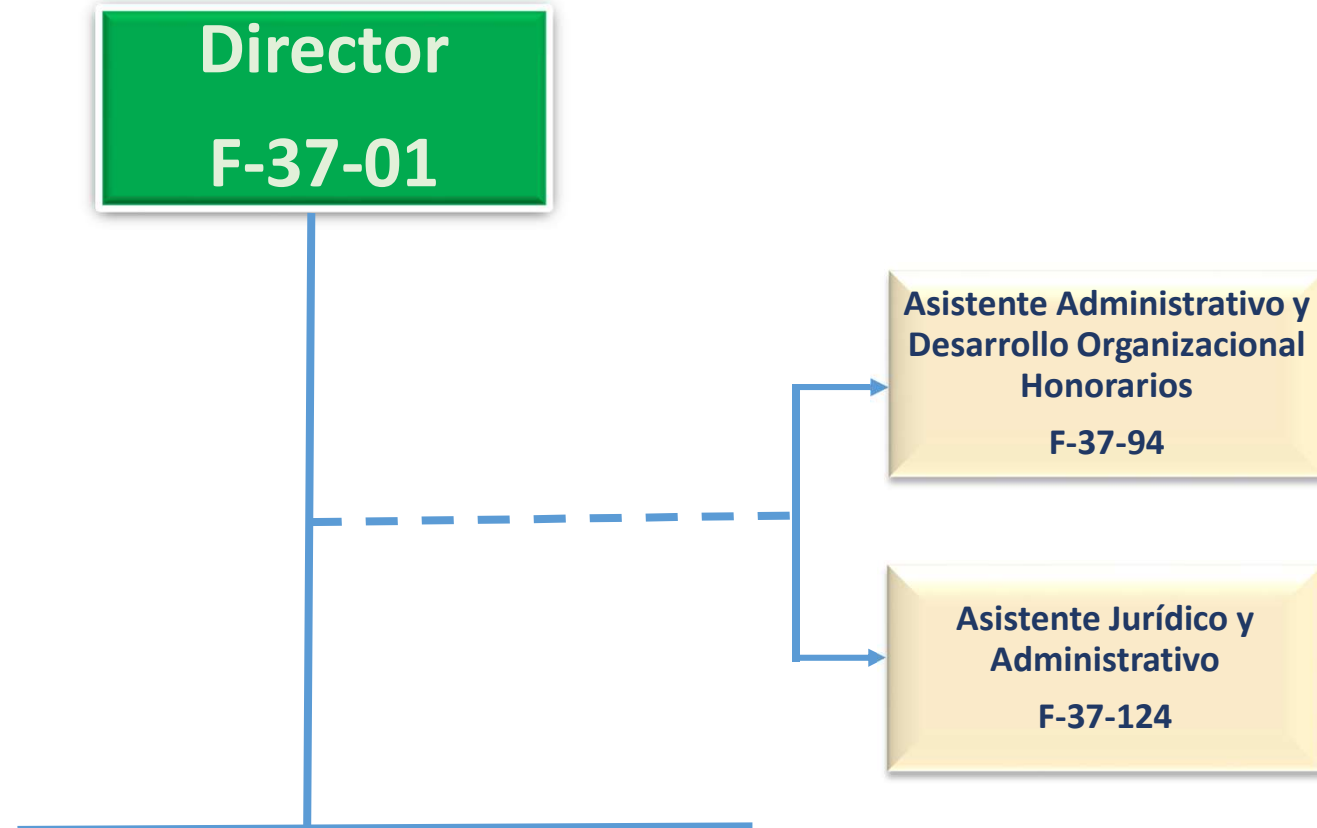 Director
F-37-01
Asistente Administrativo y
Desarrollo Organizacional
Honorarios
F-37-94
Asistente Jurídico y
Administrativo
F-37-124